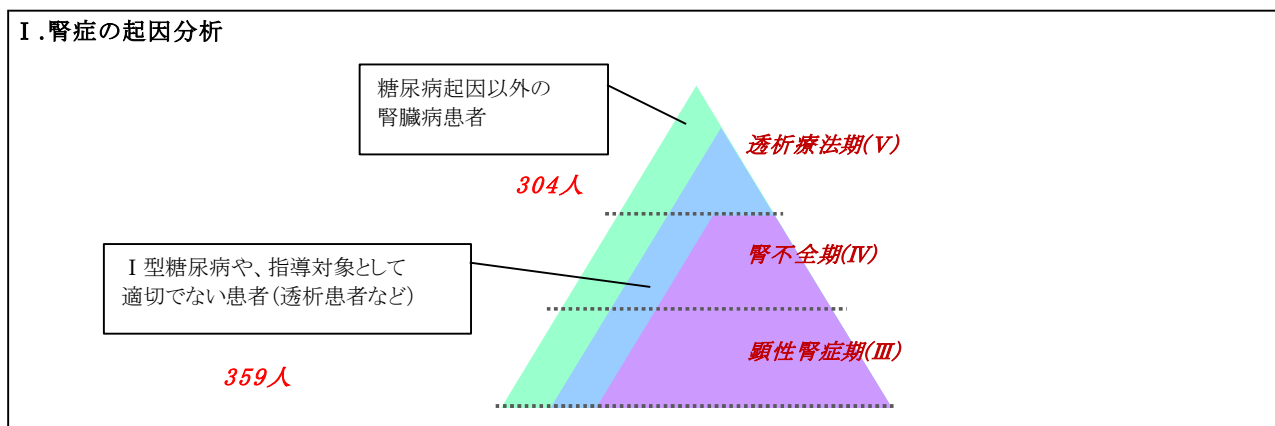 Ⅰ.腎症の起因分析
糖尿病起因以外の
腎臓病患者
透析療法期(Ⅴ)
304人
腎不全期(Ⅳ)
Ⅰ型糖尿病や、指導対象として
適切でない患者(透析患者など)
顕性腎症期(Ⅲ)
359人